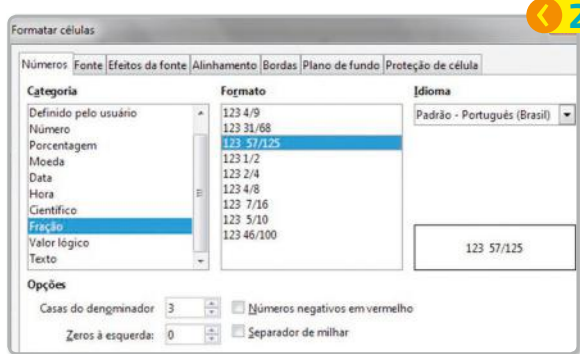 2
Formatar células
Números Fonte Efeitos da fonte Alinhamento Bordas Plano de fundo Proteção de célula
Categoria
Definido pelo usuário
Número
Porcentagem
Moeda
Data
Hora
Científico
Fração
Valor lógico
Texto
Formato
123 4/9
123 31/68
123 57/125
123 1/2
123 2/4
123 4/8
123 7/16
123 5/10
123 46/100
Idioma
Padrão - Português (Brasil)
123 57/125
Opções
Casas do denominador 3
Números negativos em vermelho
Zeros à esquerda: 0
Separador de milhar